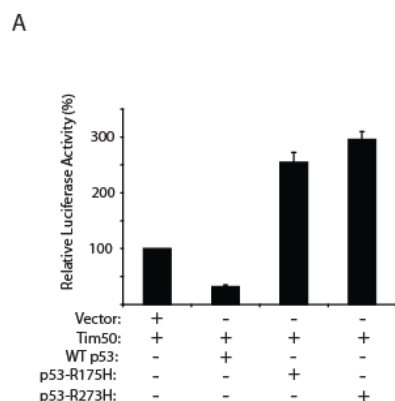 A
Relative Luciferase Activity (%)
300
200
100
Vector: + - - -
Tim50: + + + +
WT p53: - + - -
p53-R175H: - - + -
p53-R273H: - - - +